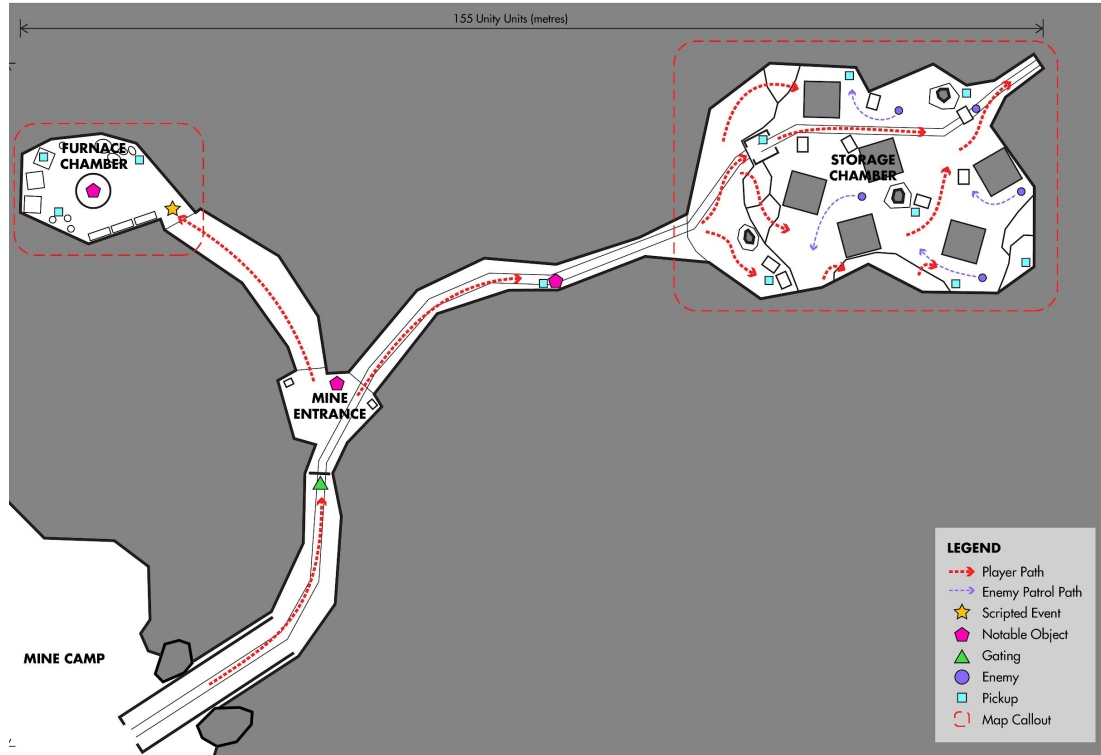 155 Unity Units (metres)
FURNACE
CHAMBER
STORAGE
CHAMBER
MINE
ENTRANCE
MINE CAMP
LEGEND
Player Path
Enemy Patrol Path
Scripted Event
Notable Object
Gating
Enemy
Pickup
Map Callout